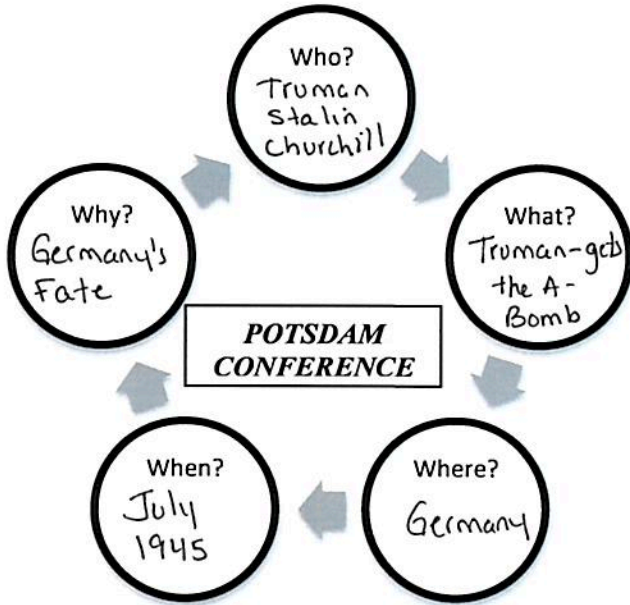 Who?
Truman
Stalin
Churchill
What?
Truman-gets
the A-
Bomb
Where?
Germany
When?
July
1945
Why?
Germany's
Fate
POTSDAM
CONFERENCE